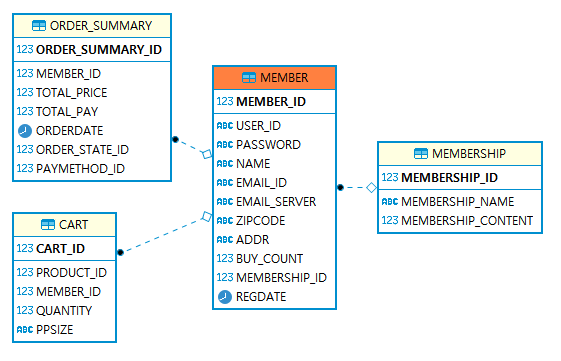 ORDER_SUMMARY
123 ORDER_SUMMARY_ID
123 MEMBER_ID
123 TOTAL_PRICE
123 TOTAL_PAY
ORDERDATE
123 ORDER_STATE_ID
123 PAYMETHOD_ID
CART
123 CART_ID
123 PRODUCT_ID
123 MEMBER_ID
123 QUANTITY
ABC PPSIZE
MEMBER
123 MEMBER_ID
ABC USER_ID
ABC PASSWORD
ABC NAME
ABC EMAIL_ID
ABC EMAIL_SERVER
ABC ZIPCODE
ABC ADDR
123 BUY_COUNT
123 MEMBERSHIP_ID
REGDATE
MEMBERSHIP
123 MEMBERSHIP_ID
ABC MEMBERSHIP_NAME
123 MEMBERSHIP_CONTENT